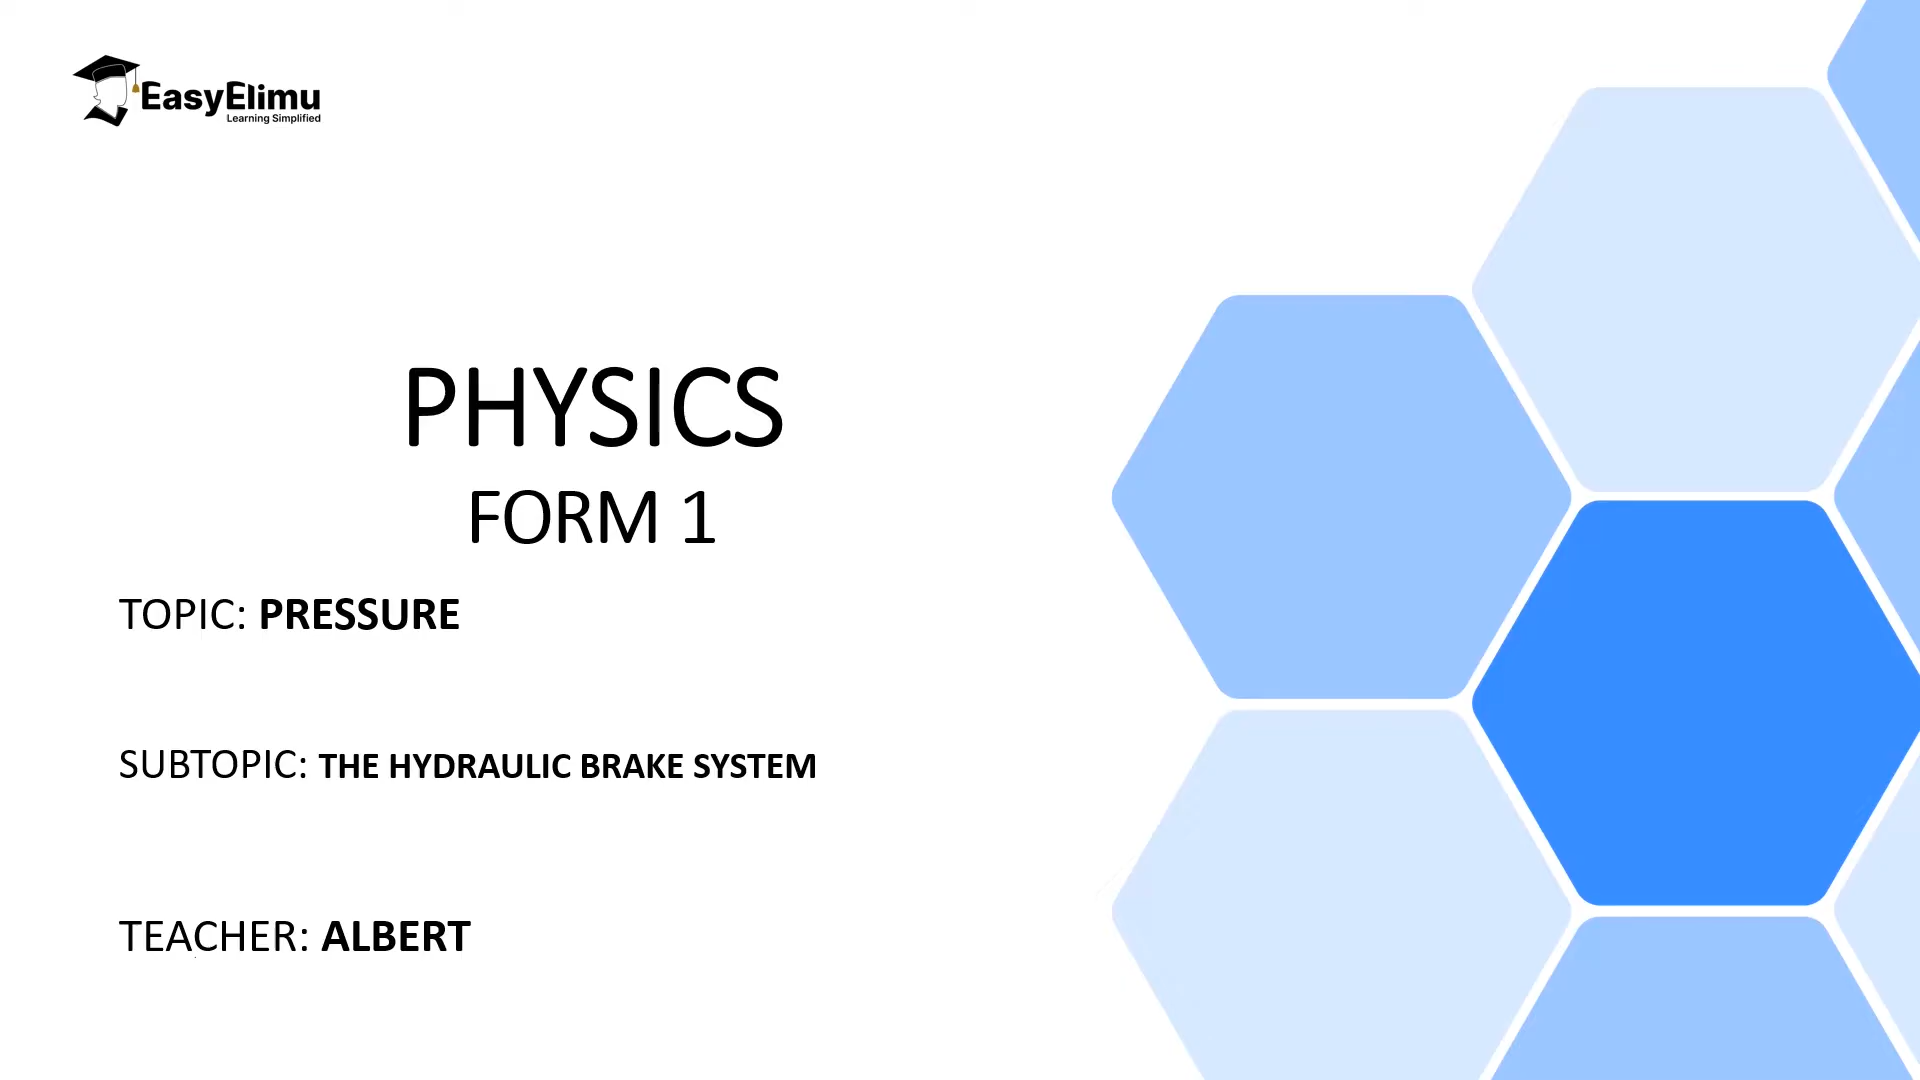 EasyElimu
Learning Simplified
PHYSICS
FORM 1
TOPIC: PRESSURE
SUBTOPIC: THE HYDRAULIC BRAKE SYSTEM
TEACHER: ALBERT